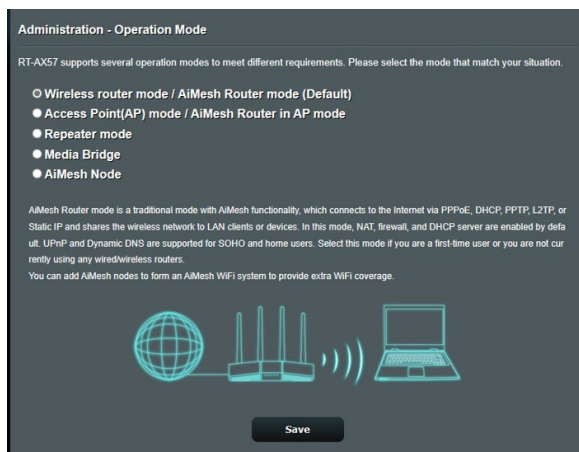 Administration - Operation Mode
RT-AX57 supports several operation modes to meet different requirements. Please select the mode that match your situation.
Wireless router mode / AiMesh Router mode (Default)
Access Point(AP) mode / AiMesh Router in AP mode
Repeater mode
Media Bridge
AiMesh Node
AiMesh Router mode is a traditional mode with AiMesh functionality, which connects to the Internet via PPPoE, DHCP, PPTP, L2TP, or
Static IP and shares the wireless network to LAN clients or devices. In this mode, NAT, firewall, and DHCP server are enabled by defa
ult. UPnP and Dynamic DNS are supported for SOHO and home users. Select this mode if you are a first-time user or you are not cur
rently using any wired/wireless routers.
You can add AiMesh nodes to form an AiMesh WiFi system to provide extra WiFi coverage.
Save